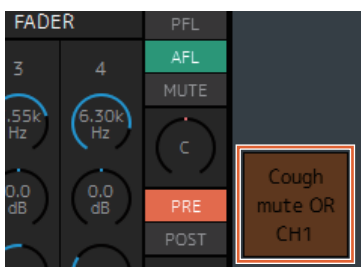 FADER
PFL
3
4
AFL
MUTE
.55k
Hz
6.30k
Hz
C
0.0
dB
0.0
dB
PRE
POST
Cough
mute OR
CH1